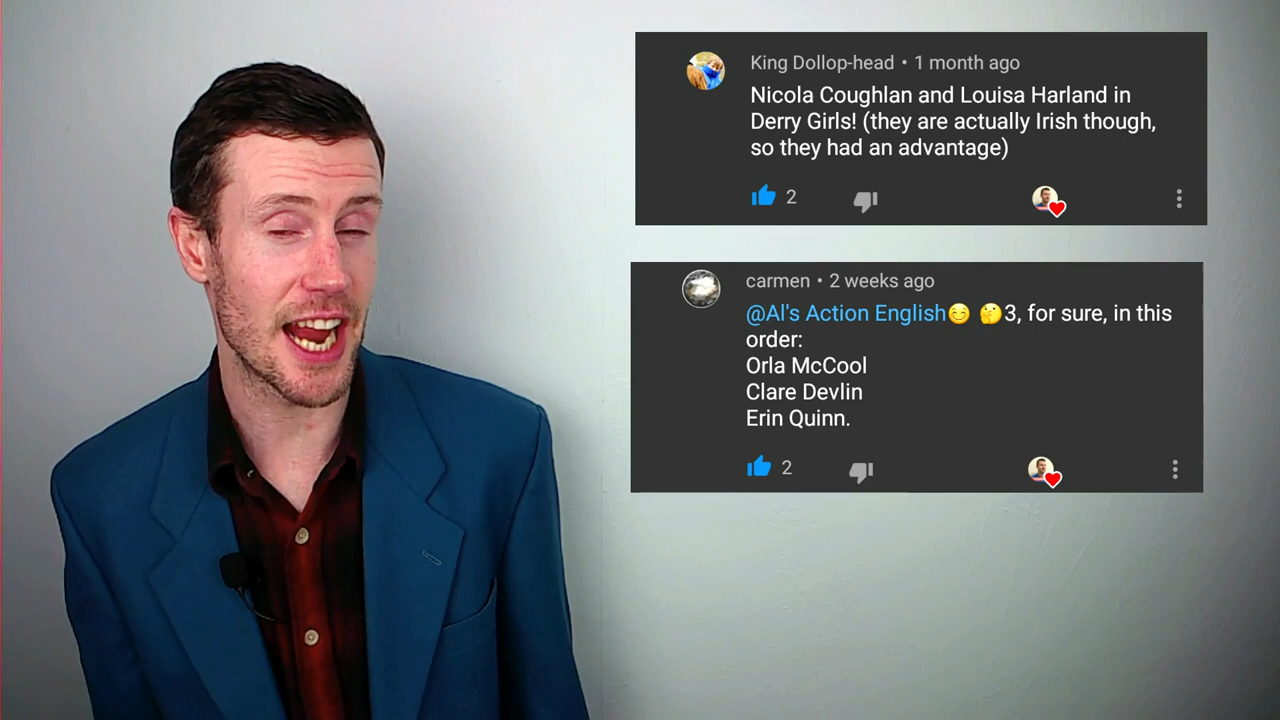 King Dollop-head • 1 month ago
Nicola Coughlan and Louisa Harland in
Derry Girls! (they are actually Irish though,
so they had an advantage)
2
carmen • 2 weeks ago
@Al's Action English😊 🤔3, for sure, in this
order:
Orla McCool
Clare Devlin
Erin Quinn.
2